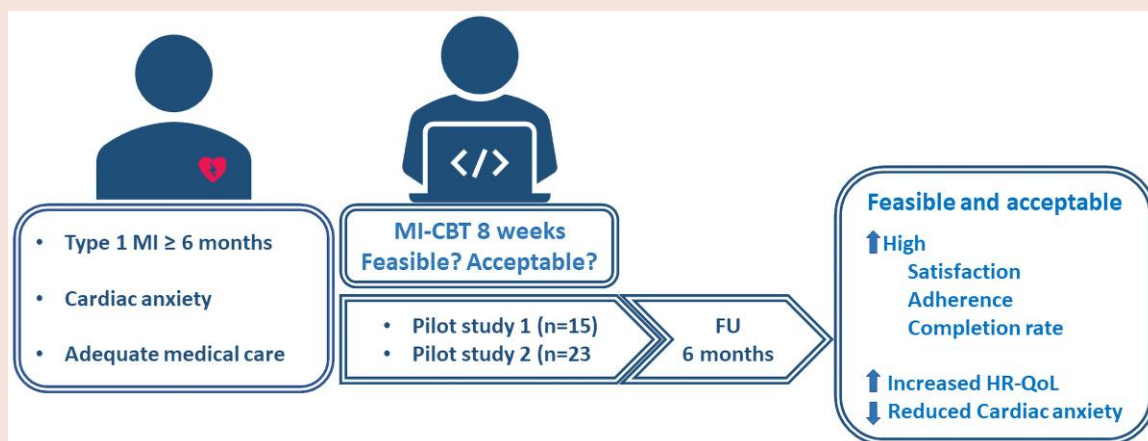 </>
• Type 1 MI ≥ 6 months
• Cardiac anxiety
• Adequate medical care
MI-CBT 8 weeks
Feasible? Acceptable?
• Pilot study 1 (n=15)
• Pilot study 2 (n=23
FU
6 months
Feasible and acceptable
⬆High
Satisfaction
Adherence
Completion rate
⬆ Increased HR-QoL
⬇ Reduced Cardiac anxiety